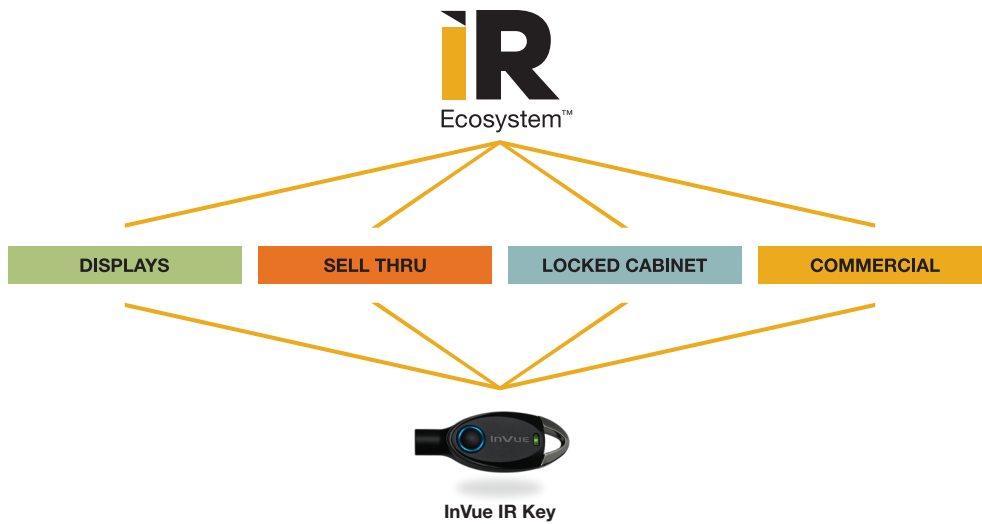 iR
Ecosystem™
DISPLAYS
SELL THRU
LOCKED CABINET
COMMERCIAL
InVue
InVue IR Key